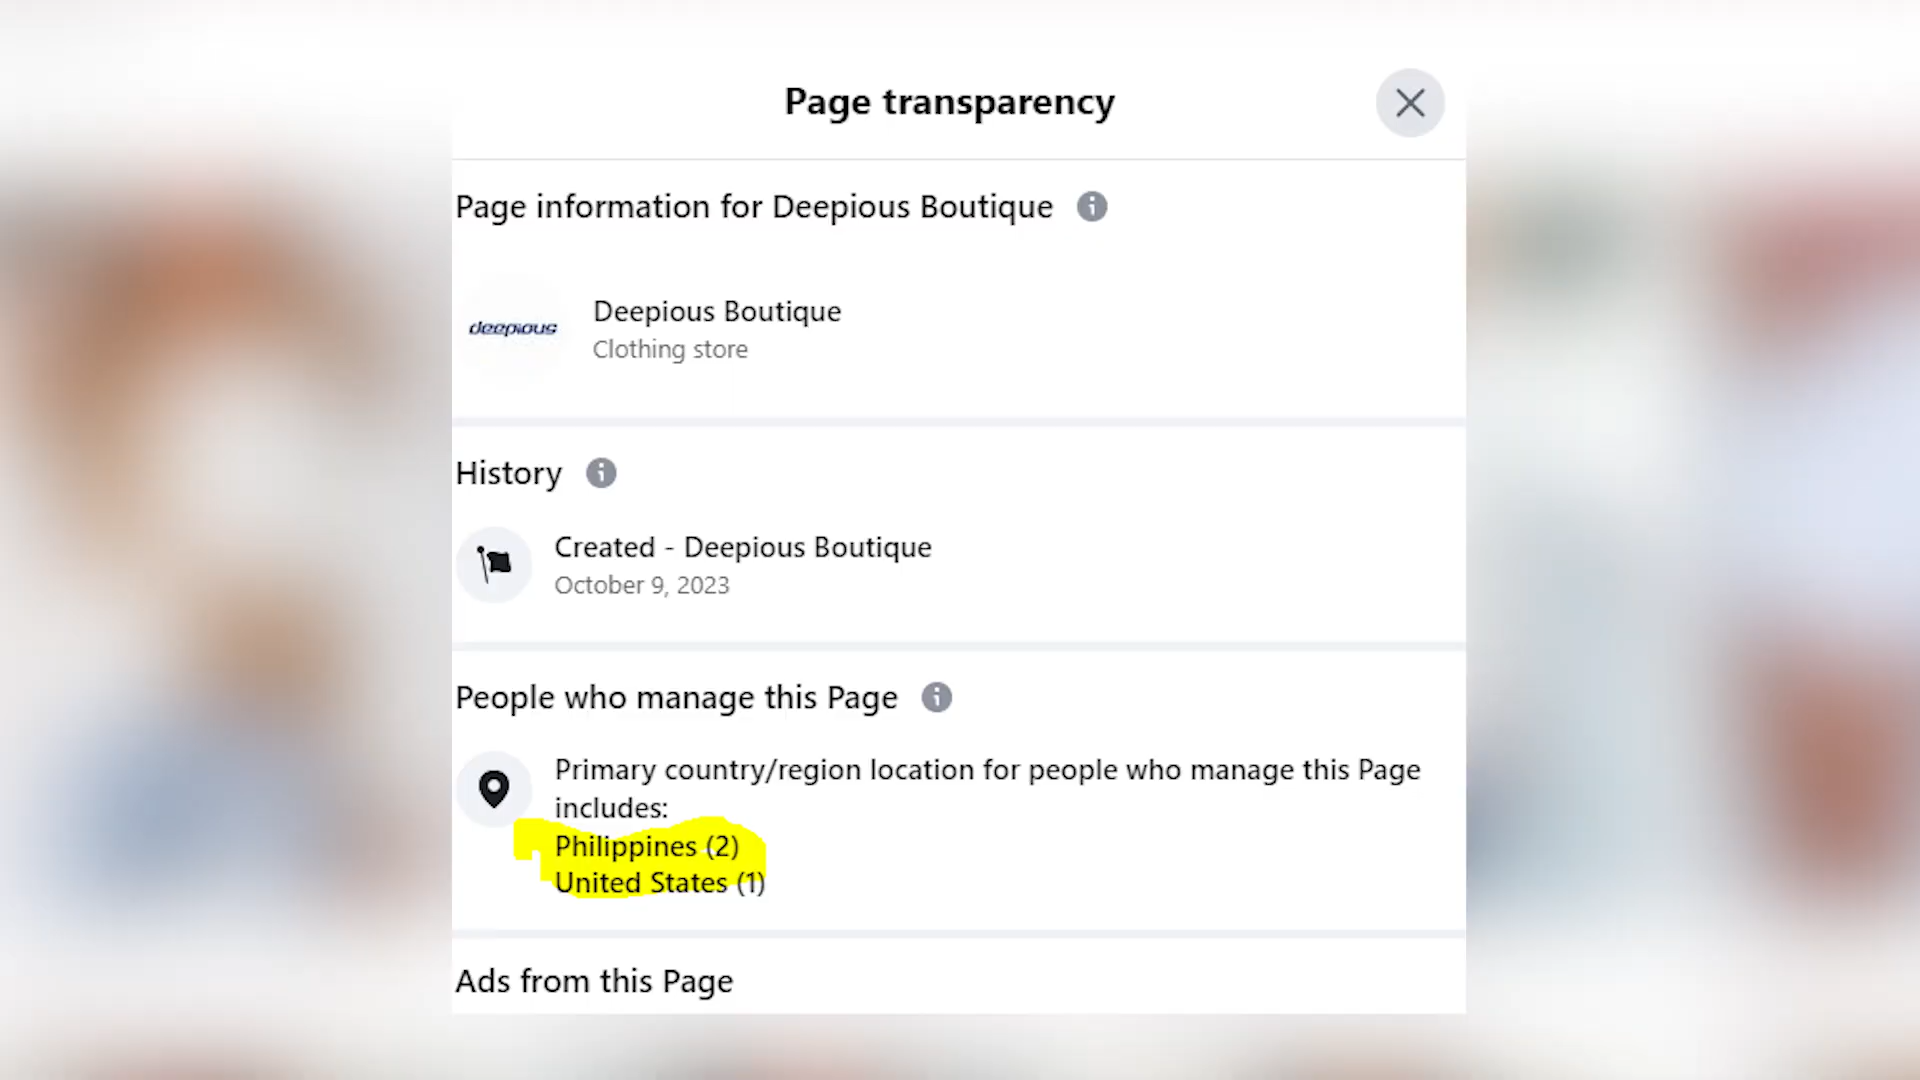 Page transparency
Page information for Deepious Boutique
deepious
Deepious Boutique
Clothing store
History
Created - Deepious Boutique
October 9, 2023
People who manage this Page
Primary country/region location for people who manage this Page
includes:
Philippines (2)
United States (1)
Ads from this Page